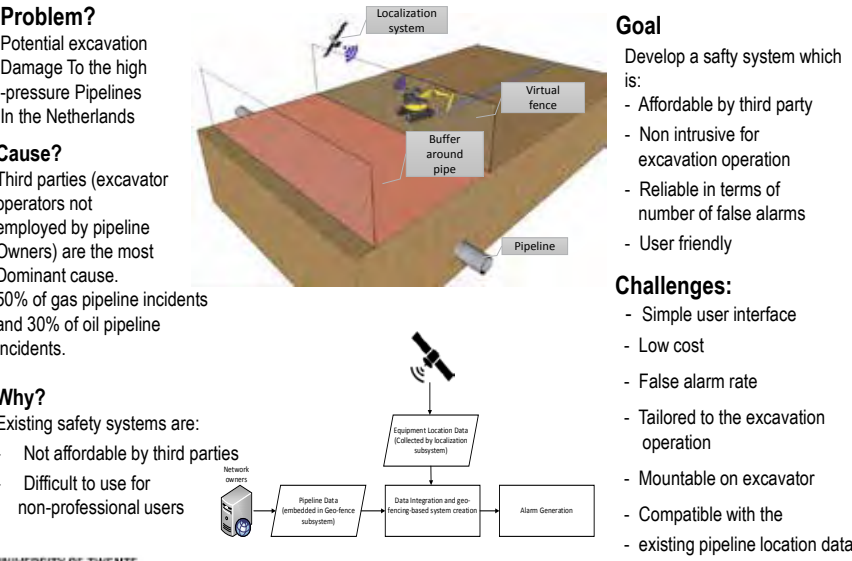 Problem?
Potential excavation
Damage To the high
-pressure Pipelines
In the Netherlands
Cause?
Third parties (excavator
operators not
employed by pipeline
Owners) are the most
Dominant cause.
50% of gas pipeline incidents
and 30% of oil pipeline
incidents.
Why?
Existing safety systems are:
- Not affordable by third parties
- Difficult to use for
non-professional users
Localization
system
Virtual
fence
Buffer
around
pipe
Pipeline
Network
owners
Pipeline Data
(embedded in Geo-fence
subsystem)
Equipment Location Data
(Collected by localization
subsystem)
Data Integration and geo-
fencing-based system creation
Alarm Generation
Goal
Develop a safty system which
is:
- Affordable by third party
- Non intrusive for
excavation operation
- Reliable in terms of
number of false alarms
- User friendly
Challenges:
- Simple user interface
- Low cost
- False alarm rate
- Tailored to the excavation
operation
- Mountable on excavator
- Compatible with the
- existing pipeline location data
UNIVERSITY OF TWENTE